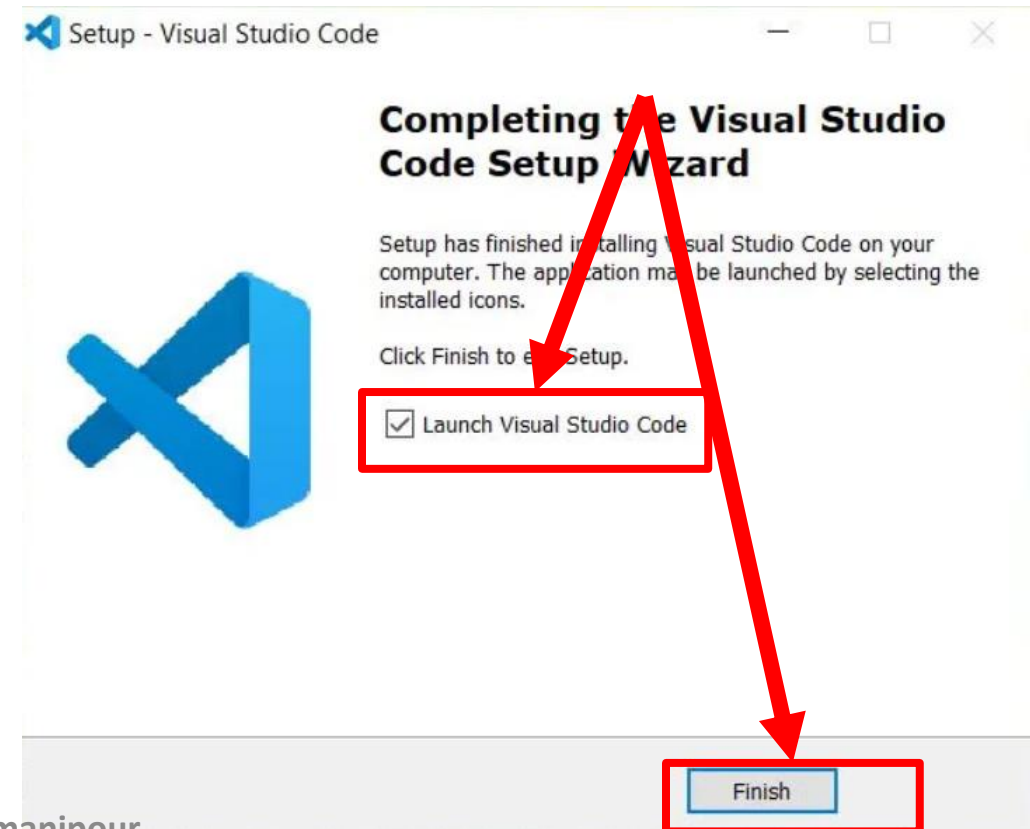 Setup - Visual Studio Code
Completing the Visual Studio
Code Setup Wizard
Setup has finished installing Visual Studio Code on your
computer. The application may be launched by selecting the
installed icons.
Click Finish to exit Setup.
Launch Visual Studio Code
Finish